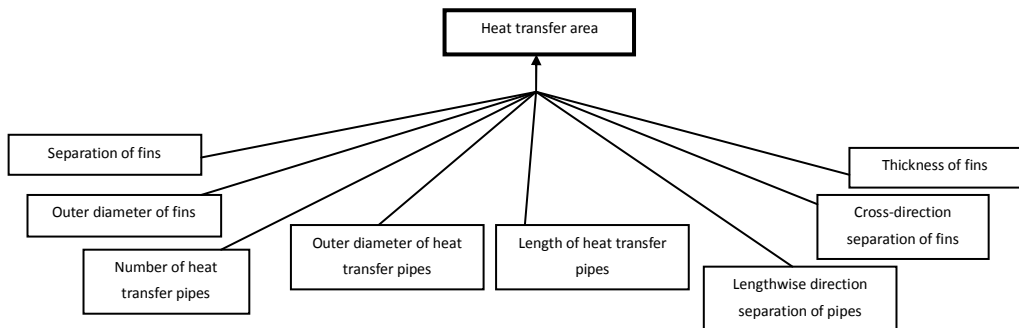 Heat transfer area
Separation of fins
Thickness of fins
Outer diameter of fins
Cross-direction
separation of fins
Number of heat
transfer pipes
Outer diameter of heat
transfer pipes
Length of heat transfer
pipes
Lengthwise direction
separation of pipes